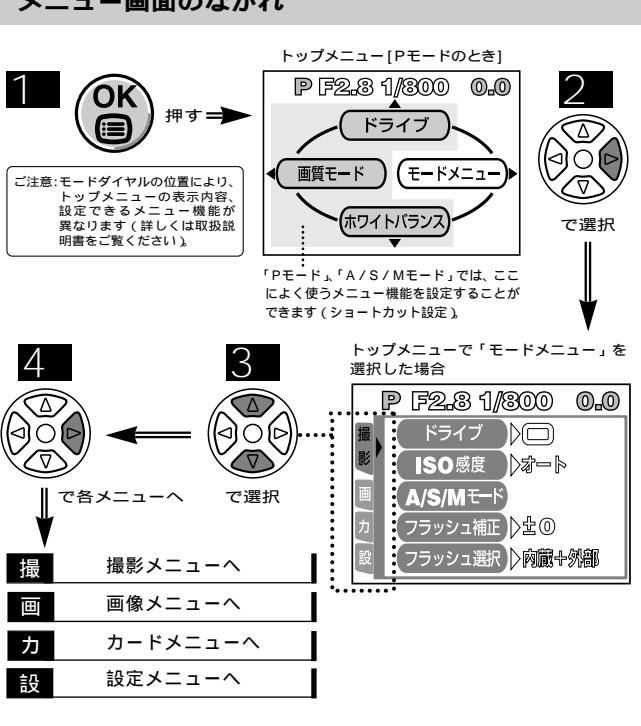 メニュー画面のながれ
トップメニュー[Pモードのとき]
1
OK
押す
P F2.8 1/800 0.0
ドライブ
画質モード
モードメニュー
ホワイトバランス
2
で選択
ご注意:モードダイヤルの位置により、
トップメニューの表示内容、
設定できるメニュー機能が
異なります(詳しくは取扱説
明書をご覧ください)。
「Pモード」、「A/S/Mモード」では、ここ
によく使うメニュー機能を設定することが
できます(ショートカット設定)。
トップメニューで「モードメニュー」を
選択した場合
P F2.8 1/800 0.0
撮影
画
カ
設
ドライブ
ISO感度 オート
A/S/Mモード
フラッシュ補正 ±0
フラッシュ選択 内蔵+外部
3
で選択
4
で各メニューへ
撮 撮影メニューへ
画 画像メニューへ
カ カードメニューへ
設 設定メニューへ